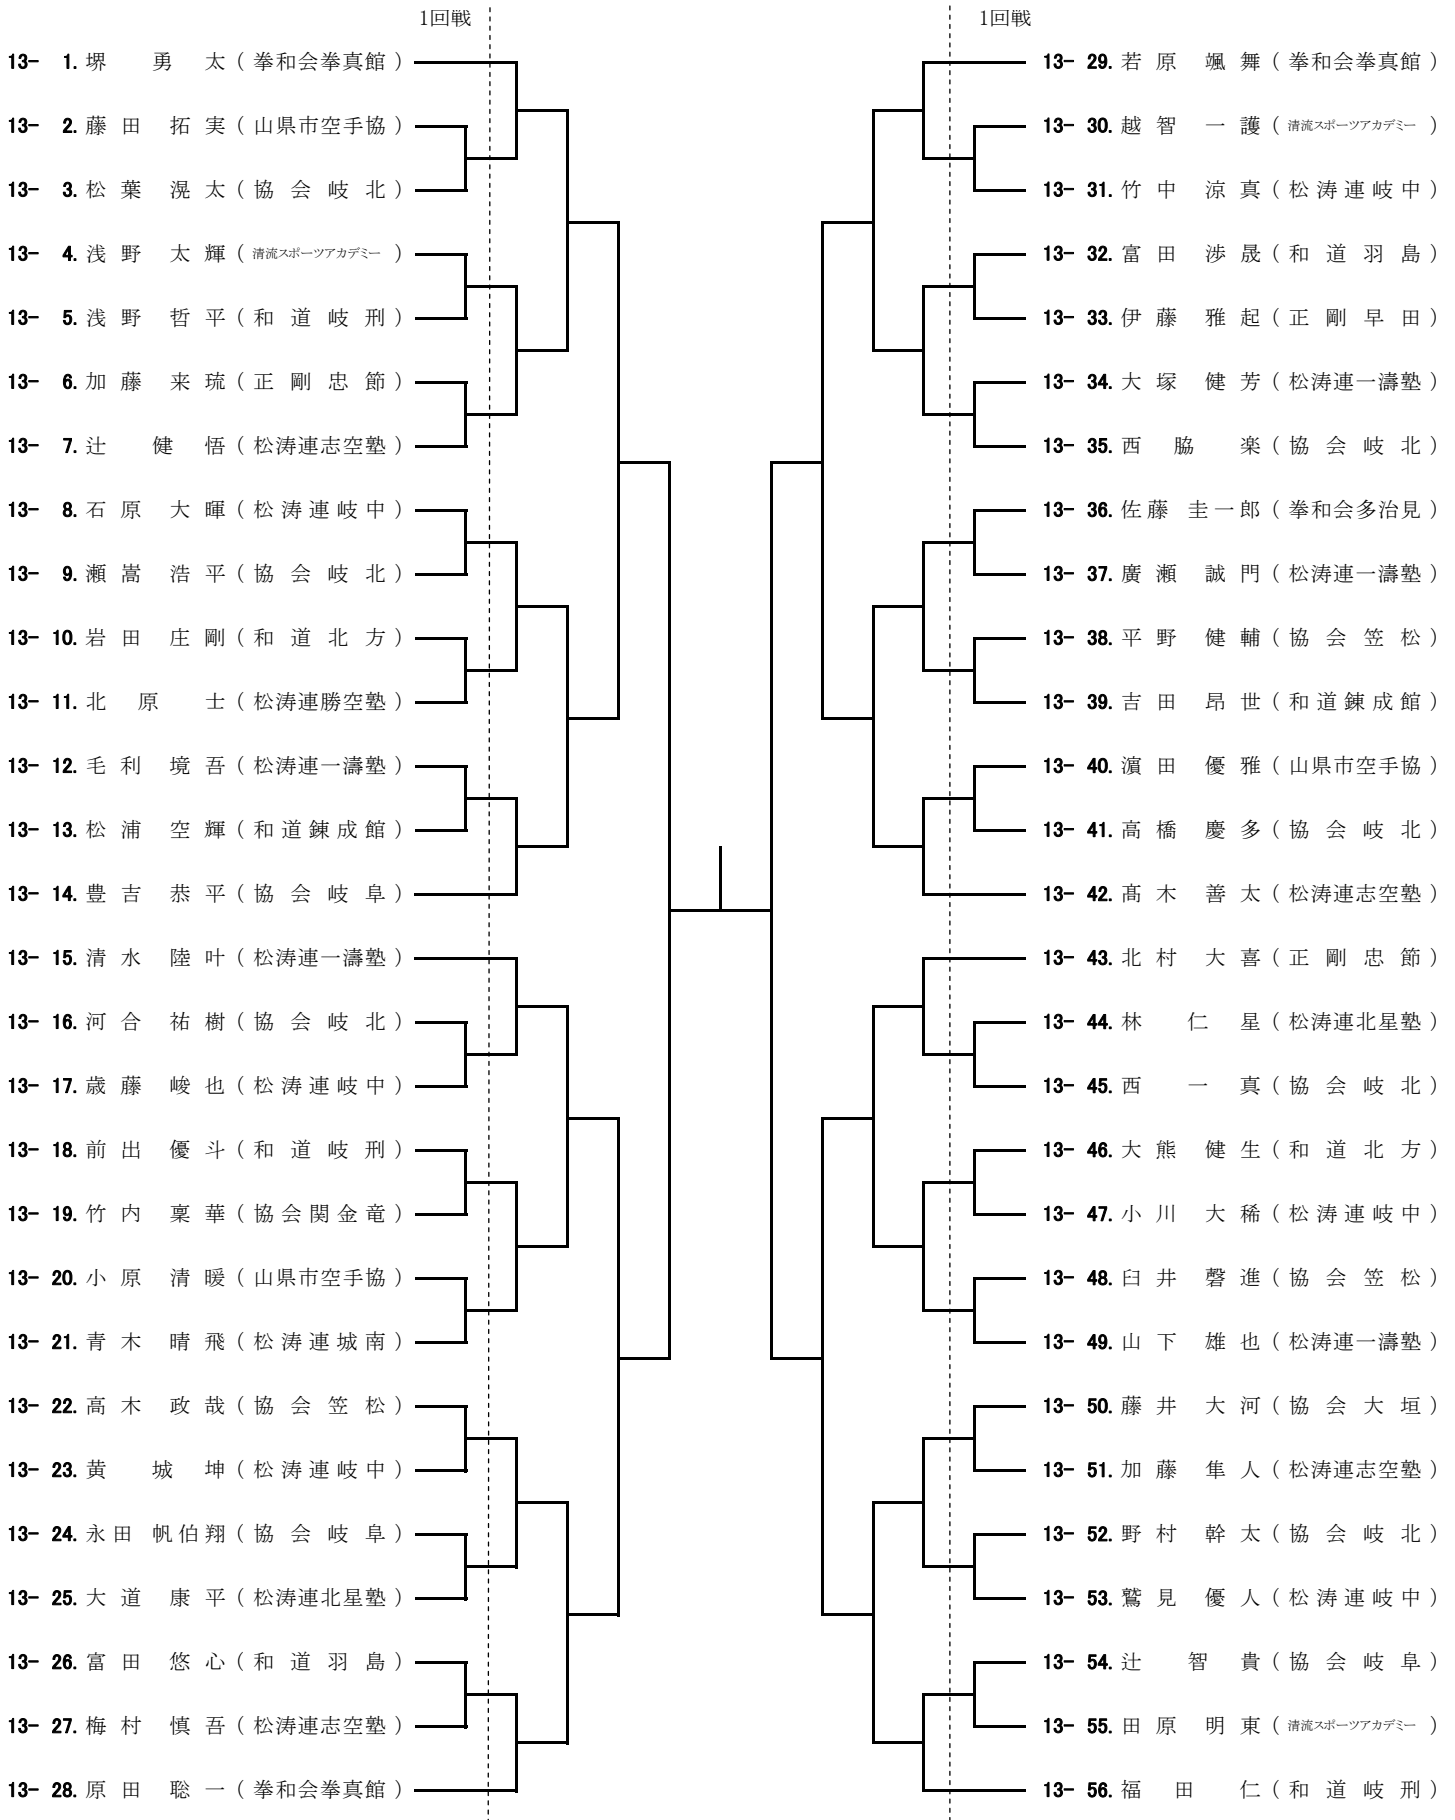 1回戦
13- 1. 堺 勇 太 ( 拳和会拳真館 )
13- 2. 藤 田 拓 実 ( 山県市空手協 )
13- 3. 松 葉 滉 太 ( 協 会 岐 北 )
13- 4. 浅 野 太 輝 ( 清流スポーツアカデミー )
13- 5. 浅 野 哲 平 ( 和 道 岐 刑 )
13- 6. 加 藤 来 琉 ( 正 剛 忠 節 )
13- 7. 辻 健 悟 ( 松涛連志空塾 )
13- 8. 石 原 大 暉 ( 松 涛 連 岐 中 )
13- 9. 瀬 嵩 浩 平 ( 協 会 岐 北 )
13- 10. 岩 田 庄 剛 ( 和 道 北 方 )
13- 11. 北 原 士 ( 松涛連勝空塾 )
13- 12. 毛 利 境 吾 ( 松涛連一濤塾 )
13- 13. 松 浦 空 輝 ( 和 道 錬 成 館 )
13- 14. 豊 吉 恭 平 ( 協 会 岐 阜 )
13- 15. 清 水 陸 叶 ( 松涛連一濤塾 )
13- 16. 河 合 祐 樹 ( 協 会 岐 北 )
13- 17. 歳 藤 峻 也 ( 松 涛 連 岐 中 )
13- 18. 前 出 優 斗 ( 和 道 岐 刑 )
13- 19. 竹 内 稟 華 ( 協 会 関 金 竜 )
13- 20. 小 原 清 暖 ( 山県市空手協 )
13- 21. 青 木 晴 飛 ( 松 涛 連 城 南 )
13- 22. 高 木 政 哉 ( 協 会 笠 松 )
13- 23. 黄 城 坤 ( 松 涛 連 岐 中 )
13- 24. 永 田 帆 伯 翔 ( 協 会 岐 阜 )
13- 25. 大 道 康 平 ( 松涛連北星塾 )
13- 26. 富 田 悠 心 ( 和 道 羽 島 )
13- 27. 梅 村 慎 吾 ( 松涛連志空塾 )
13- 28. 原 田 聡 一 ( 拳和会拳真館 )
1回戦
13- 29. 若 原 颯 舞 ( 拳和会拳真館 )
13- 30. 越 智 一 護 ( 清流スポーツアカデミー )
13- 31. 竹 中 涼 真 ( 松 涛 連 岐 中 )
13- 32. 富 田 渉 晟 ( 和 道 羽 島 )
13- 33. 伊 藤 雅 起 ( 正 剛 早 田 )
13- 34. 大 塚 健 芳 ( 松涛連一濤塾 )
13- 35. 西 脇 楽 ( 協 会 岐 北 )
13- 36. 佐 藤 圭 一 郎 ( 拳和会多治見 )
13- 37. 廣 瀬 誠 門 ( 松涛連一濤塾 )
13- 38. 平 野 健 輔 ( 協 会 笠 松 )
13- 39. 吉 田 昂 世 ( 和 道 錬 成 館 )
13- 40. 濵 田 優 雅 ( 山県市空手協 )
13- 41. 高 橋 慶 多 ( 協 会 岐 北 )
13- 42. 髙 木 善 太 ( 松涛連志空塾 )
13- 43. 北 村 大 喜 ( 正 剛 忠 節 )
13- 44. 林 仁 星 ( 松涛連北星塾 )
13- 45. 西 一 真 ( 協 会 岐 北 )
13- 46. 大 熊 健 生 ( 和 道 北 方 )
13- 47. 小 川 大 稀 ( 松 涛 連 岐 中 )
13- 48. 臼 井 磬 進 ( 協 会 笠 松 )
13- 49. 山 下 雄 也 ( 松涛連一濤塾 )
13- 50. 藤 井 大 河 ( 協 会 大 垣 )
13- 51. 加 藤 隼 人 ( 松涛連志空塾 )
13- 52. 野 村 幹 太 ( 協 会 岐 北 )
13- 53. 鷲 見 優 人 ( 松 涛 連 岐 中 )
13- 54. 辻 智 貴 ( 協 会 岐 阜 )
13- 55. 田 原 明 東 ( 清流スポーツアカデミー )
13- 56. 福 田 仁 ( 和 道 岐 刑 )